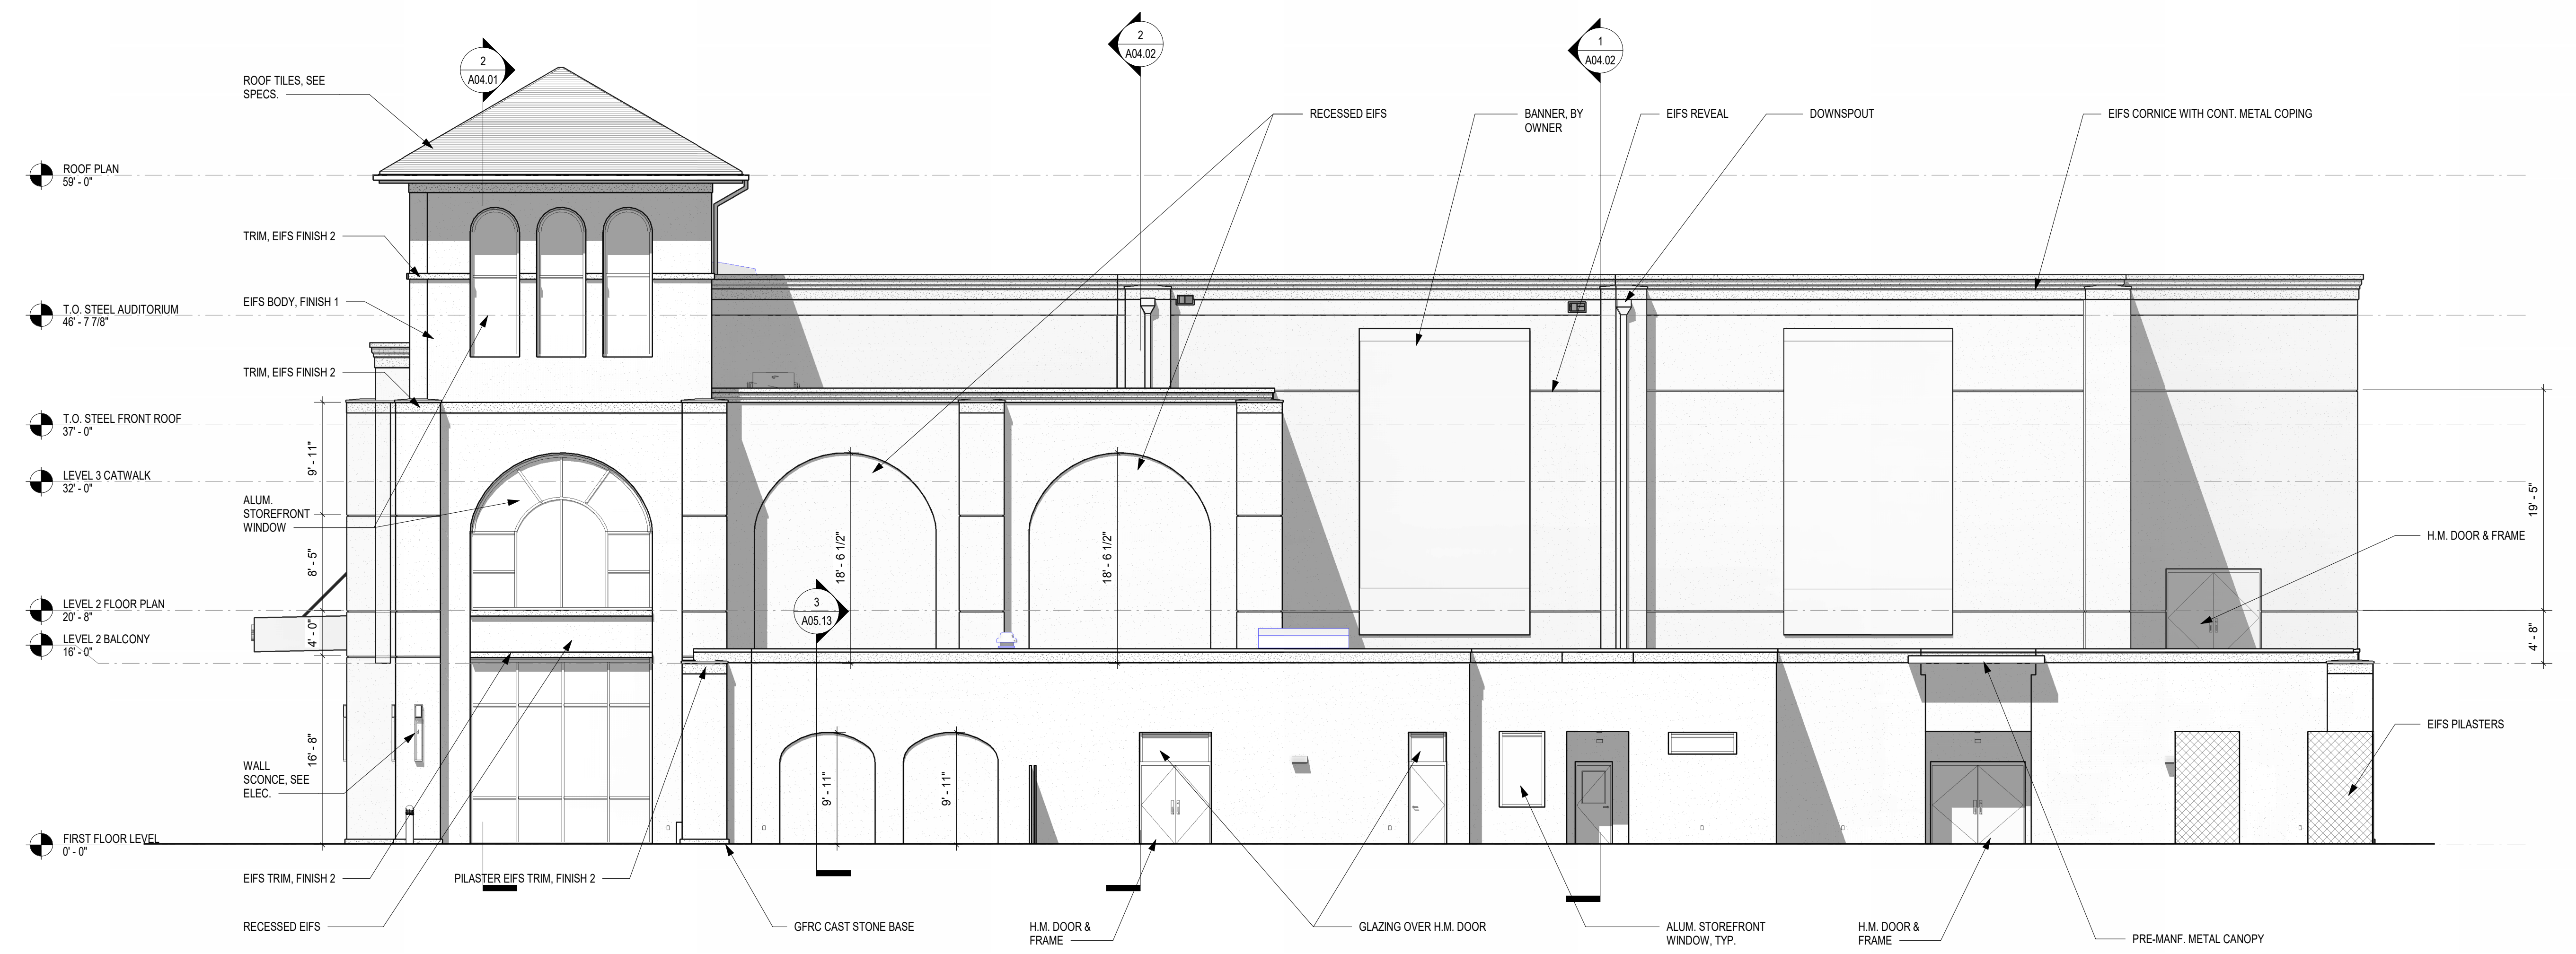 2
A04.01
2
A04.02
1
A04.02
ROOF TILES, SEE
SPECS.
RECESSED EIFS
BANNER, BY
OWNER
EIFS REVEAL
DOWNSPOUT
EIFS CORNICE WITH CONT. METAL COPING
ROOF PLAN
59' - 0"
TRIM, EIFS FINISH 2
EIFS BODY, FINISH 1
T.O. STEEL AUDITORIUM
46' - 7 7/8"
TRIM, EIFS FINISH 2
T.O. STEEL FRONT ROOF
37' - 0"
9' - 11"
LEVEL 3 CATWALK
32' - 0"
ALUM.
STOREFRONT
WINDOW
19' - 5"
H.M. DOOR & FRAME
8' - 5"
18' - 6 1/2"
18' - 6 1/2"
3
A05.13
LEVEL 2 FLOOR PLAN
20' - 8"
4' - 0"
LEVEL 2 BALCONY
16' - 0"
4' - 8"
16' - 8"
EIFS PILASTERS
WALL
SCONCE, SEE
ELEC.
9' - 11"
9' - 11"
FIRST FLOOR LEVEL
0' - 0"
EIFS TRIM, FINISH 2
PILASTER EIFS TRIM, FINISH 2
RECESSED EIFS
GFRC CAST STONE BASE
H.M. DOOR &
FRAME
GLAZING OVER H.M. DOOR
ALUM. STOREFRONT
WINDOW, TYP.
H.M. DOOR &
FRAME
PRE-MANF. METAL CANOPY